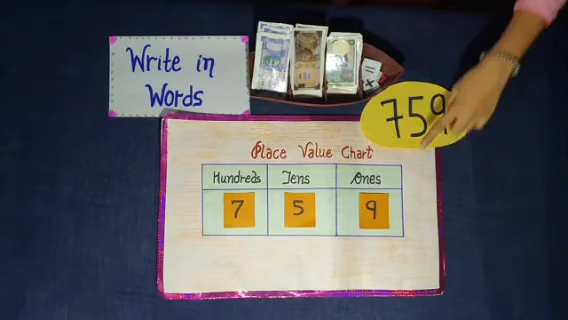 Write in
Words
759
Place Value Chart
Hundreds Tens Ones
7 5 9